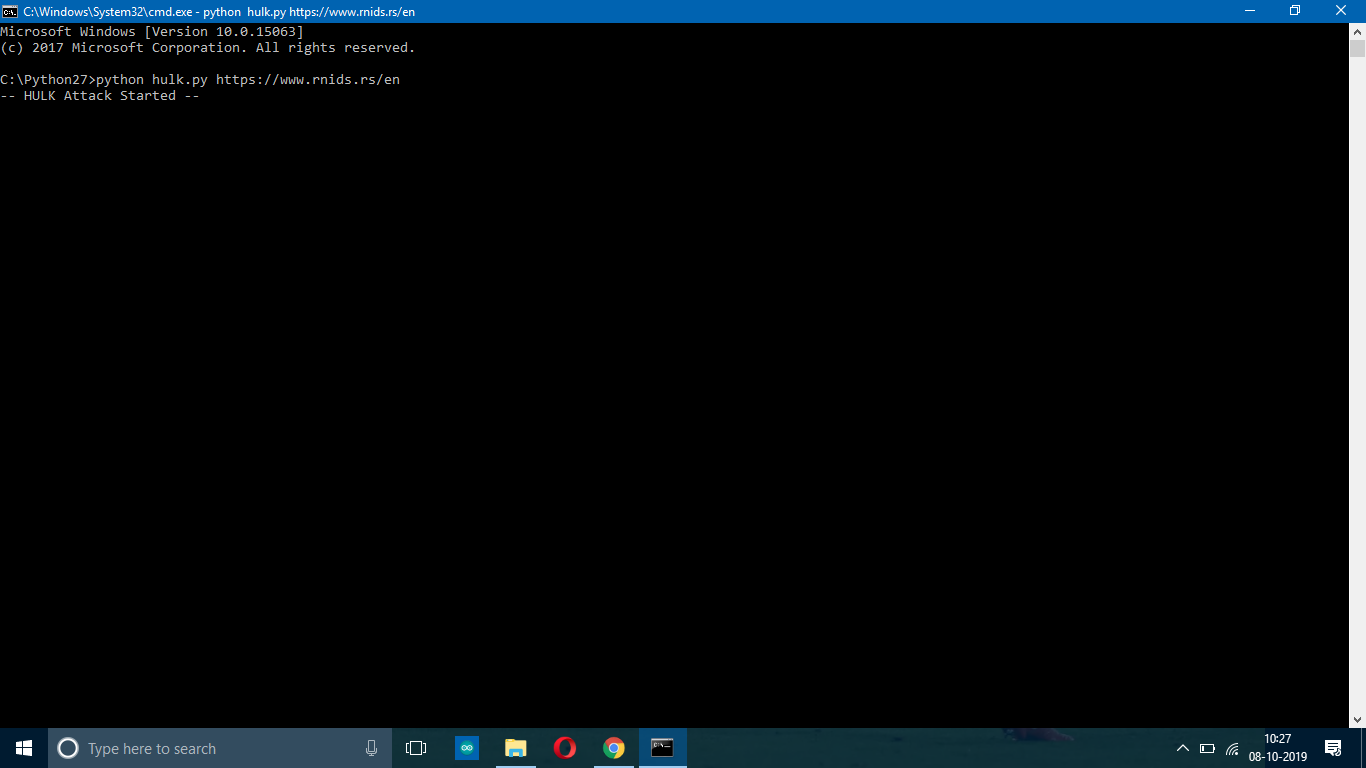 C:\Windows\System32\cmd.exe - python  hulk.py https://www.rnids.rs/en
Microsoft Windows [Version 10.0.15063]
(c) 2017 Microsoft Corporation. All rights reserved.
C:\Python27>python hulk.py https://www.rnids.rs/en
-- HULK Attack Started --
Type here to search
10:27
08-10-2019